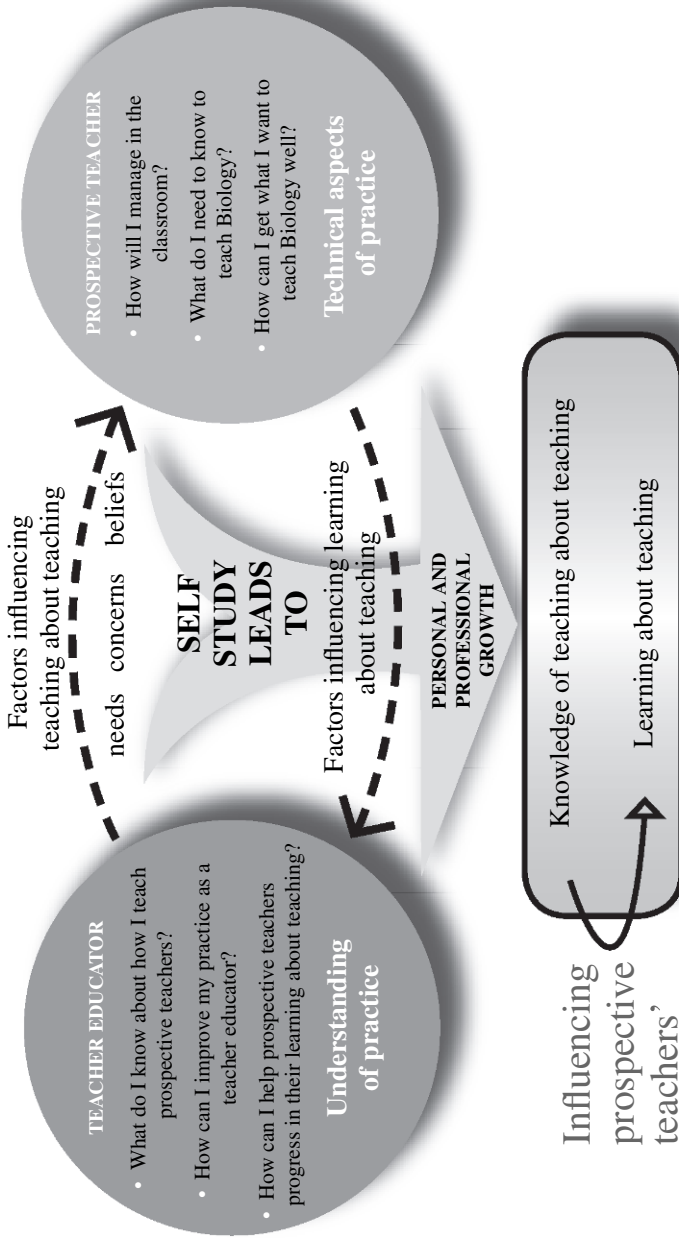 TEACHER EDUCATOR
• What do I know about how I teach
prospective teachers?
• How can I improve my practice as a
teacher educator?
• How can I help prospective teachers
progress in their learning about teaching?
Understanding
of practice
Factors influencing
teaching about teaching
needs concerns beliefs
SELF
STUDY
LEADS
TO
Factors influencing learning
about teaching
PERSONAL AND
PROFESSIONAL
GROWTH
PROSPECTIVE TEACHER
• How will I manage in the
classroom?
• What do I need to know to
teach Biology?
• How can I get what I want to
teach Biology well?
Technical aspects
of practice
Influencing
prospective
teachers’
Knowledge of teaching about teaching
Learning about teaching